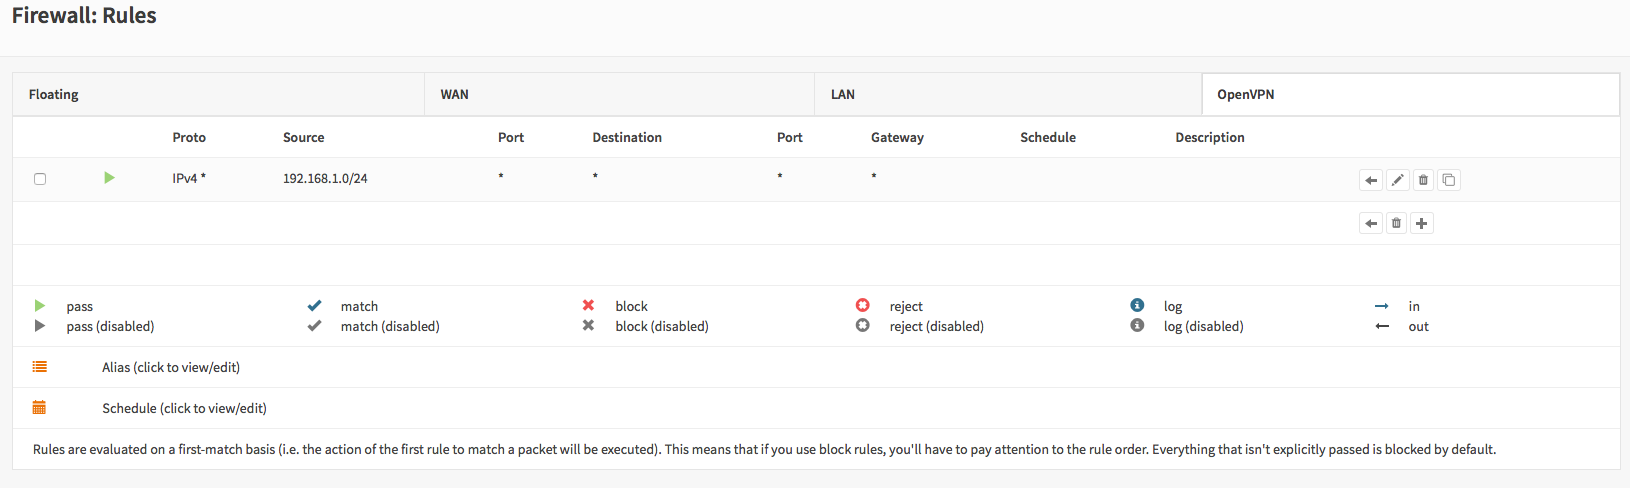 Firewall: Rules
Floating WAN LAN OpenVPN
Proto Source Port Destination Port Gateway Schedule Description
IPv4 * 192.168.1.0/24 * * * *
pass match block reject log in
pass (disabled) match (disabled) block (disabled) reject (disabled) log (disabled) out
Alias (click to view/edit)
Schedule (click to view/edit)
Rules are evaluated on a first-match basis (i.e. the action of the first rule to match a packet will be executed). This means that if you use block rules, you'll have to pay attention to the rule order. Everything that isn't explicitly passed is blocked by default.